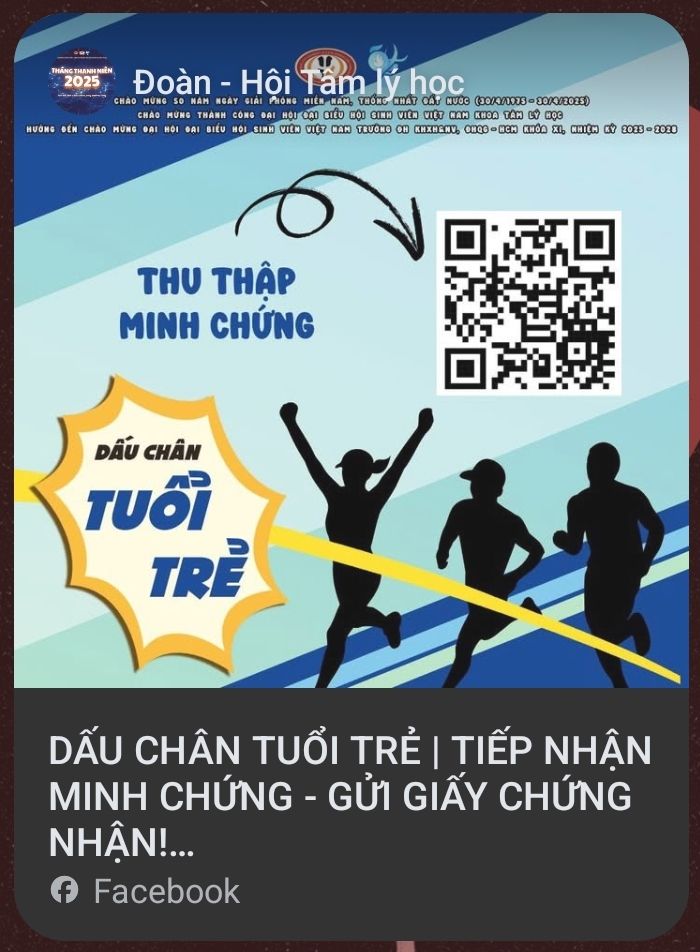 THÁNG THANH NIÊN
2025
Đoàn - Hội Tâm lý học
CHÀO MỪNG 50 NĂM NGÀY GIẢI PHÓNG MIỀN NAM, THỐNG NHẤT ĐẤT NƯỚC (30/4/1975 - 30/4/2025)
CHÀO MỪNG THÀNH CÔNG ĐẠI HỘI ĐẠI BIỂU HỘI SINH VIÊN VIỆT NAM KHOA TÂM LÝ HỌC
HƯỚNG ĐẾN CHÀO MỪNG ĐẠI HỘI ĐẠI BIỂU HỘI SINH VIÊN VIỆT NAM TRƯỜNG ĐH KHXH&NV, ĐHQG - HCM KHÓA XI, NHIỆM KỲ 2025 - 2028
THU THẬP
MINH CHỨNG
DẤU CHÂN
TUỔI
TRẺ
DẤU CHÂN TUỔI TRẺ | TIẾP NHẬN
MINH CHỨNG - GỬI GIẤY CHỨNG
NHẬN!...
Facebook